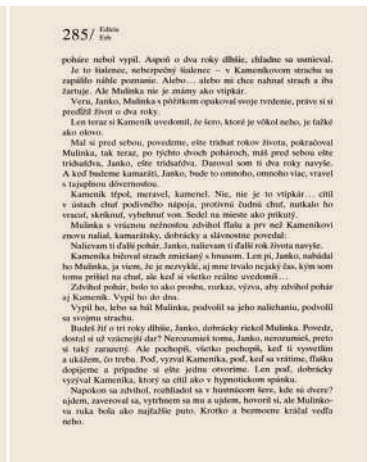 285/ Edícia
Erb
poháre nebol vypil. Aspoň o dva roky dlhšie, chladne sa usmieval.
Je to šialenec, nebezpečný šialenec – v Kameníkovom strachu sa
zapálilo náhle poznanie. Alebo… alebo mi chce nahnať strach a iba
žartuje. Ale Mulinka nie je známy ako vtipkár.
Veru, Janko, Mulinka s pôžitkom opakoval svoje tvrdenie, práve si si
predĺžil život o dva roky.
Len teraz si Kameník uvedomil, že šero, ktoré je vôkol neho, je ťažké
ako olovo.
Mal si pred sebou, povedzme, ešte tridsať rokov života, pokračoval
Mulinka, tak teraz, po týchto dvoch pohároch, máš pred sebou ešte
tridsaťdva, Janko, ešte tridsaťdva. Daroval som ti dva roky navyše.
A keď budeme kamaráti, Janko, bude to omnoho, omnoho viac, vravel
s tajuplnou dôvernosťou.
Kameník tŕpol, meravel, kamenel. Nie, nie je to vtipkár… cítil
v ústach chuť podivného nápoja, protivnú čudnú chuť, nutkalo ho
vracať, skríknuť, vybehnúť von. Sedel na mieste ako prikutý.
Mulinka s vrúcnou nežnosťou zdvihol fľašu a prv než Kameníkovi
znovu nalial, kamarátsky, dobrácky a slávnostne povedal:
Nalievam ti ďalší pohár, Janko, nalievam ti ďalší rok života navyše.
Kameníka bičoval strach zmiešaný s hnusom. Len pi, Janko, nabádal
ho Mulinka, ja viem, že je nezvyklé, aj mne trvalo nejaký čas, kým som
tomu prišiel na chuť, ale keď si všetko reálne uvedomíš…
Zdvihol pohár, bolo to ako prosba, rozkaz, výzva, aby zdvihol pohár
aj Kameník. Vypil ho do dna.
Vypil ho, lebo sa bál Mulinku, podvolil sa jeho naliehaniu, podvolil
sa svojmu strachu.
Budeš žiť o tri roky dlhšie, Janko, dobrácky riekol Mulinka. Povedz,
dostal si už vzácnejší dar? Nerozumieš tomu, Janko, nerozumieš, preto
si taký zarazený. Ale pochopíš, všetko pochopíš, keď ti vysvetlím
a ukážem, čo treba. Poď, vyzval Kameníka, poď, keď sa vrátime, fľašku
dopijeme a prípadne si ešte jednu otvoríme. Len poď, dobrácky
vyzýval Kameníka, ktorý sa cítil ako v hypnotickom spánku.
Napokon sa zdvihol, rozhliadol sa v hustnúcom šere, kde sú dvere?
ujdem, zaveroval sa, vytrhnem sa mu a ujdem, hovoril si, ale Mulinko-
va ruka bola ako najťažšie puto. Krotko a bezmocne kráčal vedľa
neho.